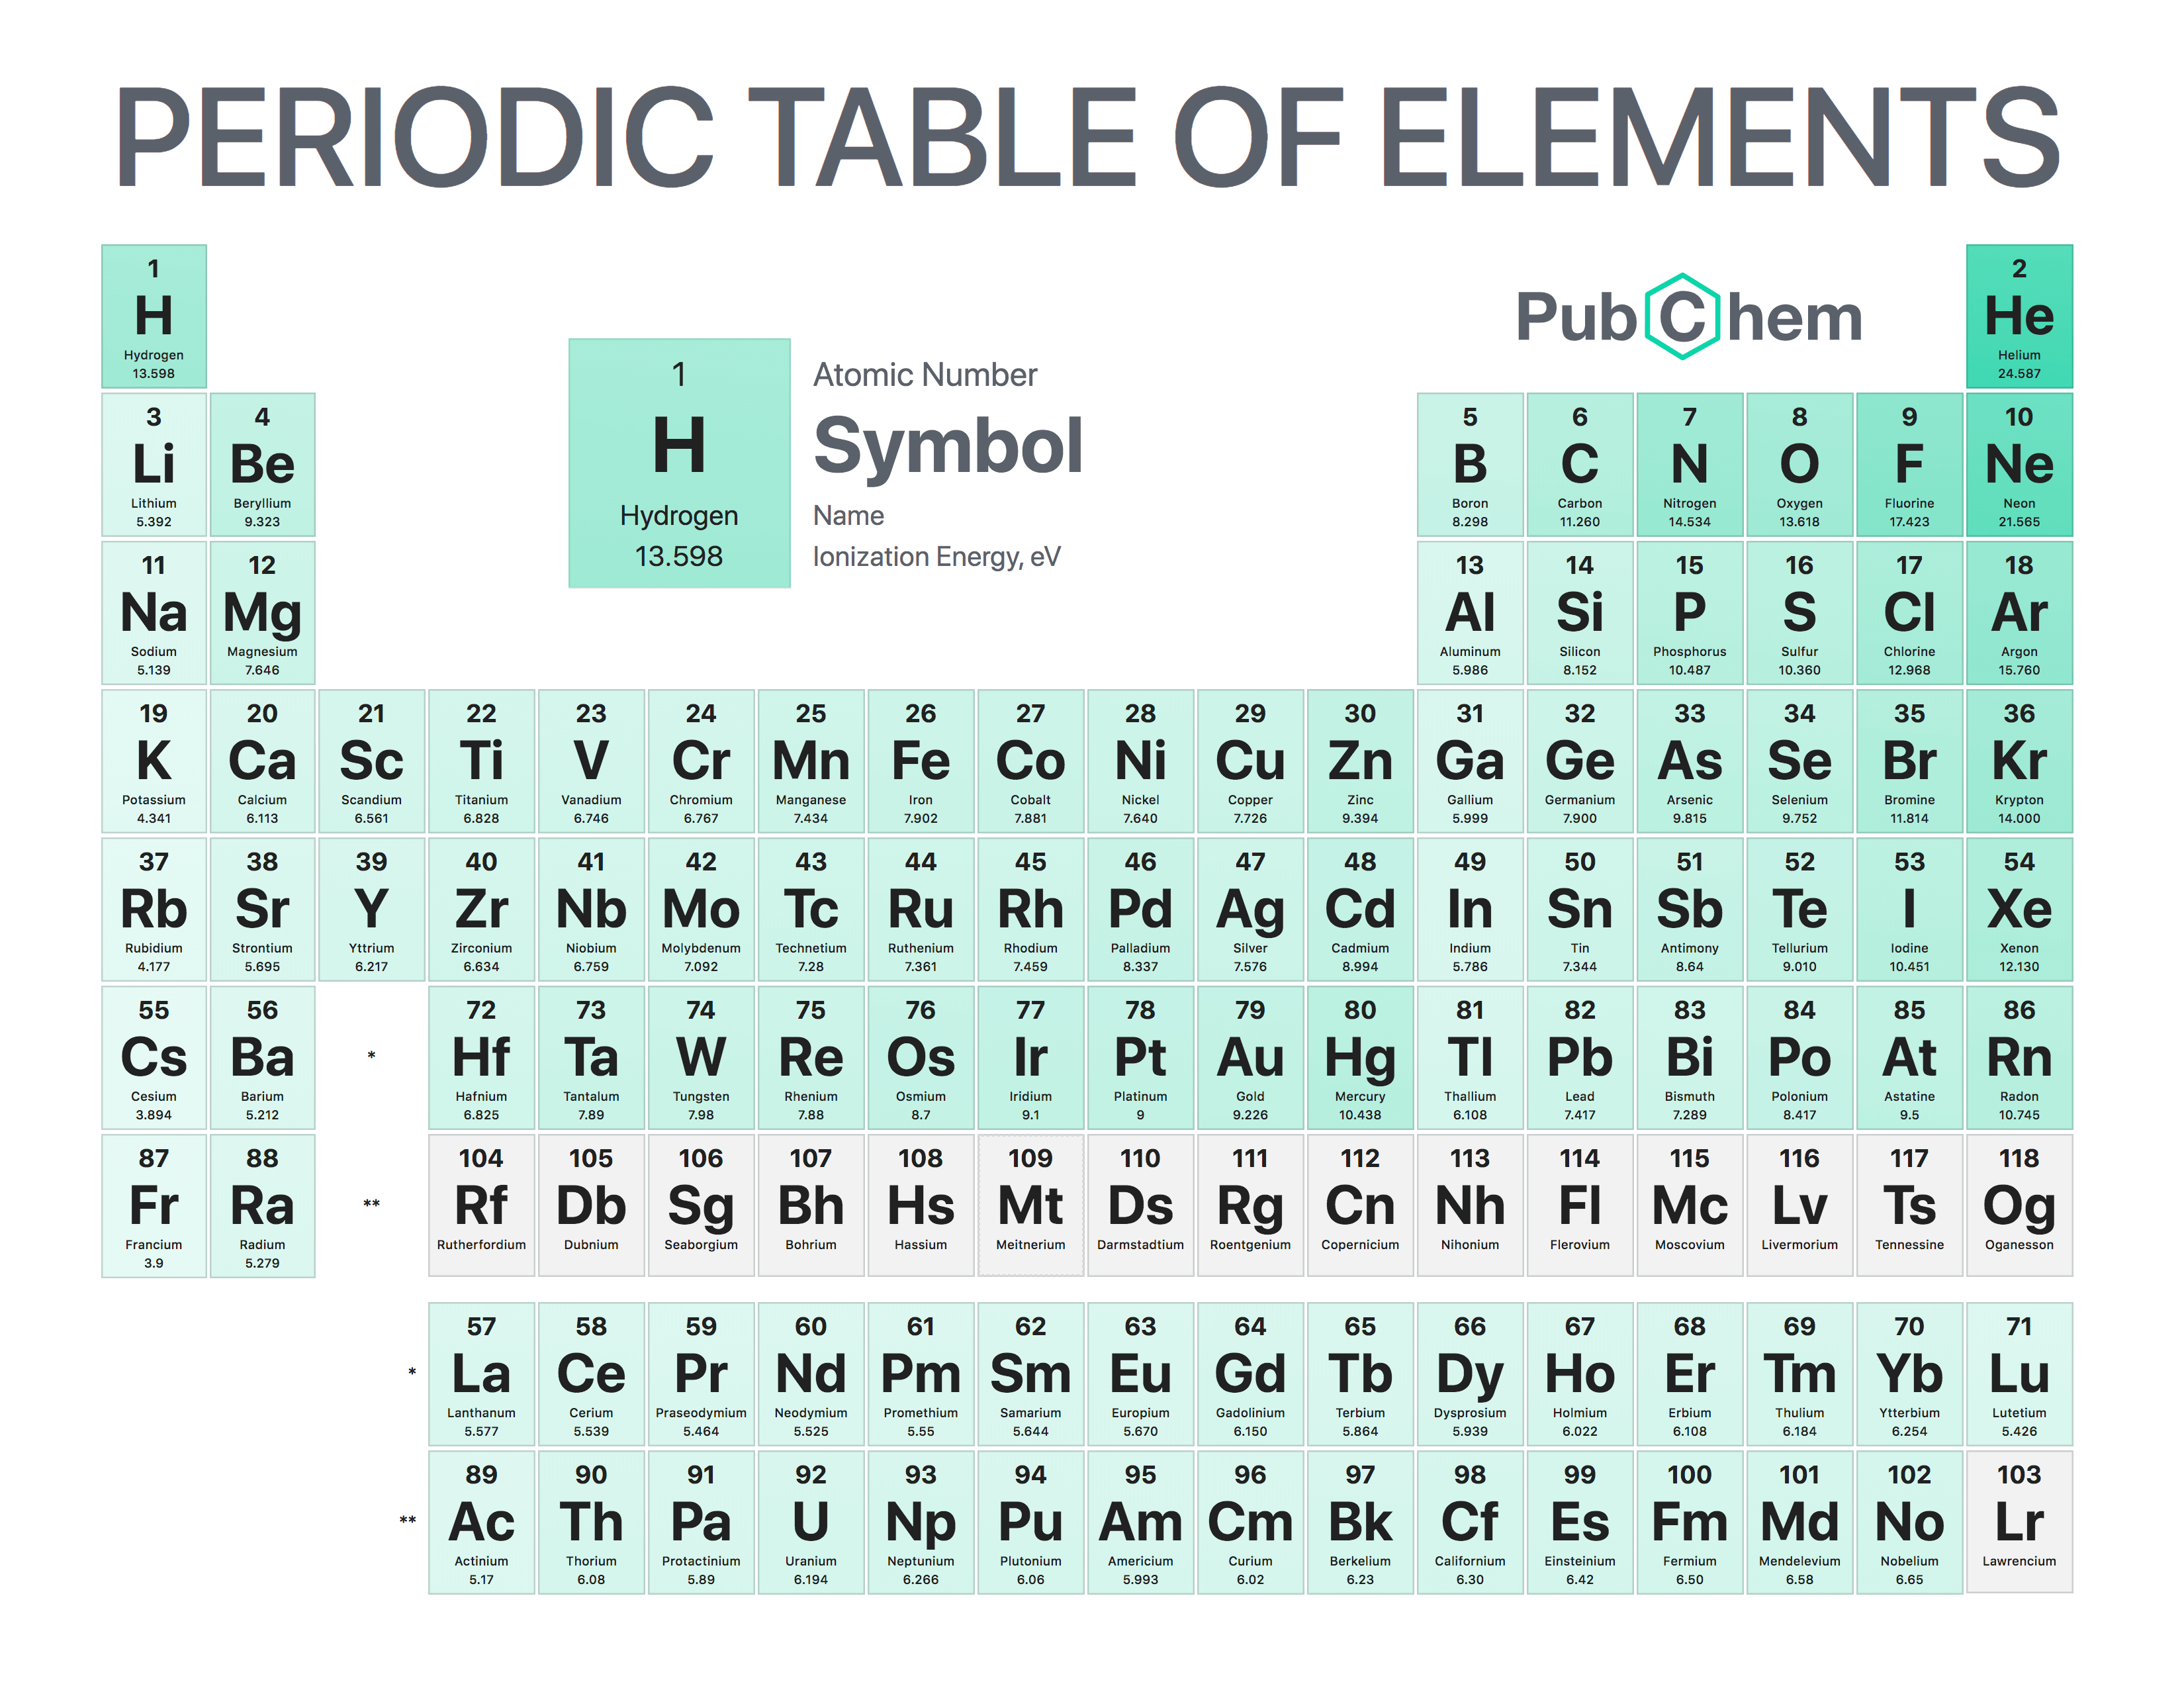 PERIODIC TABLE OF ELEMENTS
1 2
H He
Hydrogen Helium
13.598 24.587
PubChem
1 Atomic Number
H Symbol
Hydrogen Name
13.598 Ionization Energy, eV
3 4 5 6 7 8 9 10
Li Be B C N O F Ne
Lithium Beryllium Boron Carbon Nitrogen Oxygen Fluorine Neon
5.392 9.323 8.298 11.260 14.534 13.618 17.423 21.565
11 12 13 14 15 16 17 18
Na Mg Al Si P S Cl Ar
Sodium Magnesium Aluminum Silicon Phosphorus Sulfur Chlorine Argon
5.139 7.646 5.986 8.152 10.487 10.360 12.968 15.760
19 20 21 22 23 24 25 26 27 28 29 30 31 32 33 34 35 36
K Ca Sc Ti V Cr Mn Fe Co Ni Cu Zn Ga Ge As Se Br Kr
Potassium Calcium Scandium Titanium Vanadium Chromium Manganese Iron Cobalt Nickel Copper Zinc Gallium Germanium Arsenic Selenium Bromine Krypton
4.341 6.113 6.561 6.828 6.746 6.767 7.434 7.902 7.881 7.640 7.726 9.394 5.999 7.900 9.815 9.752 11.814 14.000
37 38 39 40 41 42 43 44 45 46 47 48 49 50 51 52 53 54
Rb Sr Y Zr Nb Mo Tc Ru Rh Pd Ag Cd In Sn Sb Te I Xe
Rubidium Strontium Yttrium Zirconium Niobium Molybdenum Technetium Ruthenium Rhodium Palladium Silver Cadmium Indium Tin Antimony Tellurium Iodine Xenon
4.177 5.695 6.217 6.634 6.759 7.092 7.28 7.361 7.459 8.337 7.576 8.994 5.786 7.344 8.64 9.010 10.451 12.130
55 56 72 73 74 75 76 77 78 79 80 81 82 83 84 85 86
Cs Ba * Hf Ta W Re Os Ir Pt Au Hg Tl Pb Bi Po At Rn
Cesium Barium Hafnium Tantalum Tungsten Rhenium Osmium Iridium Platinum Gold Mercury Thallium Lead Bismuth Polonium Astatine Radon
3.894 5.212 6.825 7.89 7.98 7.88 8.7 9.1 9 9.226 10.438 6.108 7.417 7.289 8.417 9.5 10.745
87 88 104 105 106 107 108 109 110 111 112 113 114 115 116 117 118
Fr Ra ** Rf Db Sg Bh Hs Mt Ds Rg Cn Nh Fl Mc Lv Ts Og
Francium Radium Rutherfordium Dubnium Seaborgium Bohrium Hassium Meitnerium Darmstadtium Roentgenium Copernicium Nihonium Flerovium Moscovium Livermorium Tennessine Oganesson
3.9 5.279
57 58 59 60 61 62 63 64 65 66 67 68 69 70 71
* La Ce Pr Nd Pm Sm Eu Gd Tb Dy Ho Er Tm Yb Lu
Lanthanum Cerium Praseodymium Neodymium Promethium Samarium Europium Gadolinium Terbium Dysprosium Holmium Erbium Thulium Ytterbium Lutetium
5.577 5.539 5.464 5.525 5.55 5.644 5.670 6.150 5.864 5.939 6.022 6.108 6.184 6.254 5.426
89 90 91 92 93 94 95 96 97 98 99 100 101 102 103
** Ac Th Pa U Np Pu Am Cm Bk Cf Es Fm Md No Lr
Actinium Thorium Protactinium Uranium Neptunium Plutonium Americium Curium Berkelium Californium Einsteinium Fermium Mendelevium Nobelium Lawrencium
5.17 6.08 5.89 6.194 6.266 6.06 5.993 6.02 6.23 6.30 6.42 6.50 6.58 6.65